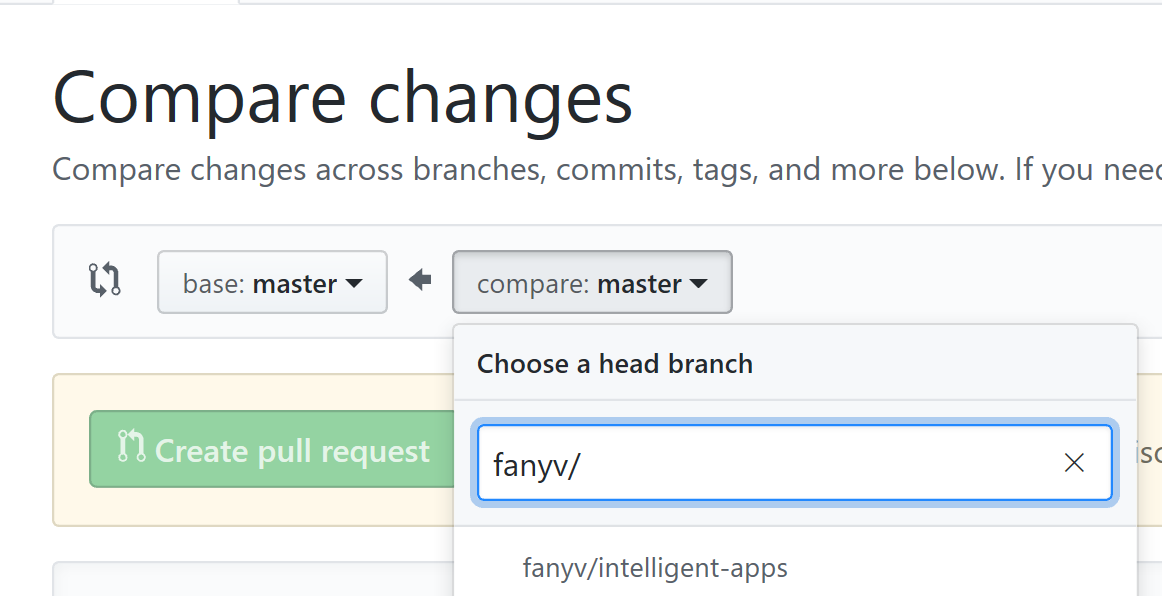 Compare changes
Compare changes across branches, commits, tags, and more below. If you need
base: master compare: master
Choose a head branch
Create pull request
fanyv/
fanyv/intelligent-apps